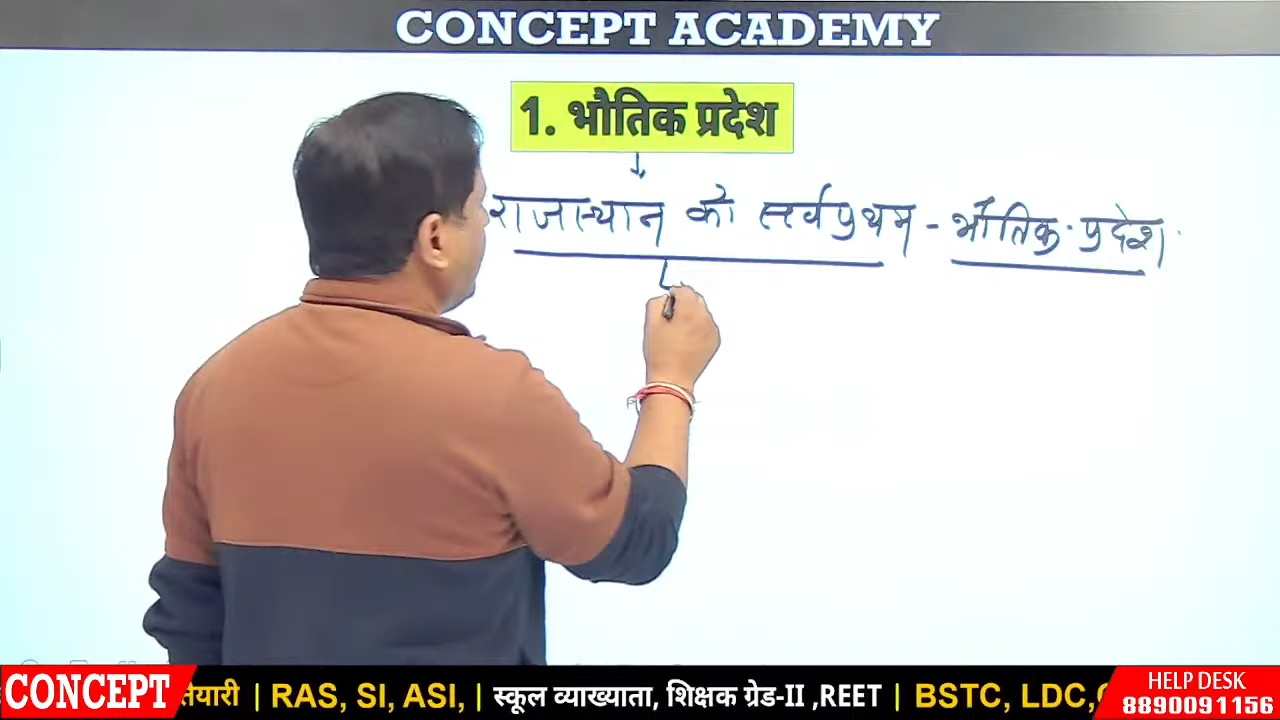 CONCEPT ACADEMY
1. भौतिक प्रदेश
राजास्थान को सर्वप्रथम - भौतिक प्रदेश
CONCEPT तैयारी | RAS, SI, ASI, | स्कूल व्याख्याता, शिक्षक ग्रेड-II ,REET | BSTC, LDC,
HELP DESK
8890091156